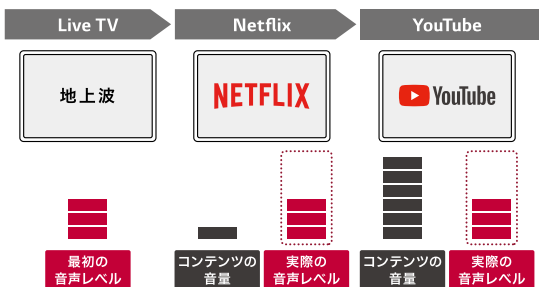 Live TV
Netflix
YouTube
地上波
NETFLIX
YouTube
最初の
音声レベル
コンテンツの
音量
実際の
音声レベル
コンテンツの
音量
実際の
音声レベル